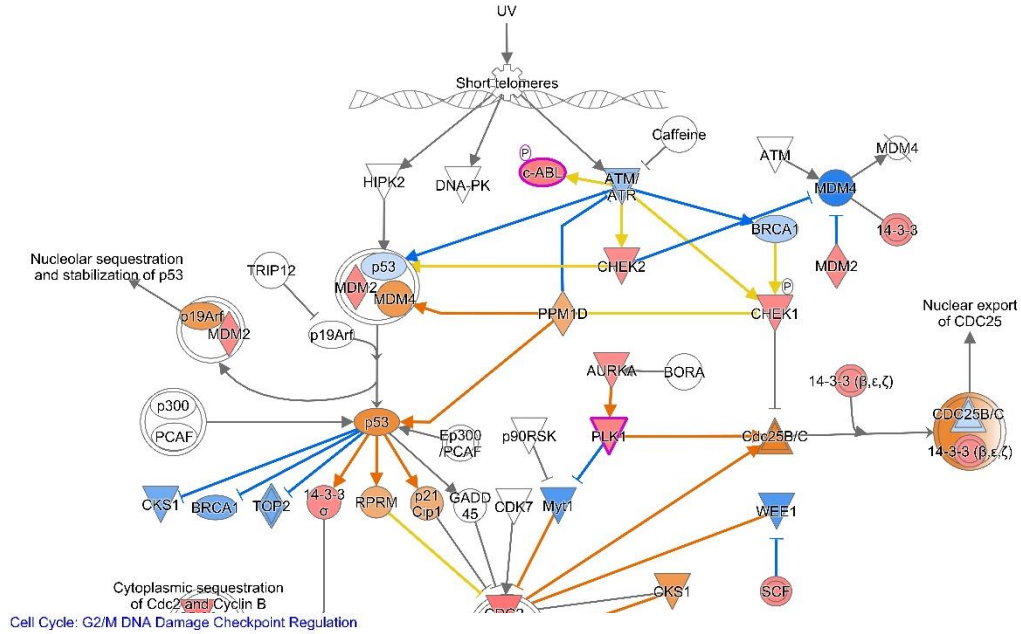 UV
Short telomeres
Caffeine
P
c-ABL
ATM/
ATR
ATM
MDM4
MDM4
HIPK2
DNA-PK
BRCA1
14-3-3
Nucleolar sequestration
and stabilization of p53
TRIP12
p53
MDM2
MDM4
CHEK2
MDM2
P
p19Arf
MDM2
p19Arf
PPM1D
CHEK1
Nuclear export
of CDC25
AURKA
BORA
14-3-3 (β,ε,ζ)
p300
PCAF
p53
Ep300
/PCAF
p90RSK
PLK1
Cdc25B/C
CDC25B/C
14-3-3 (β,ε,ζ)
CKS1
BRCA1
TOP2
14-3-3
σ
RPRM
p21
Cip1
GADD
45
CDK7
Myt1
WEE1
Cytoplasmic sequestration
of Cdc2 and Cyclin B
CKS1
SCF
Cell Cycle: G2/M DNA Damage Checkpoint Regulation